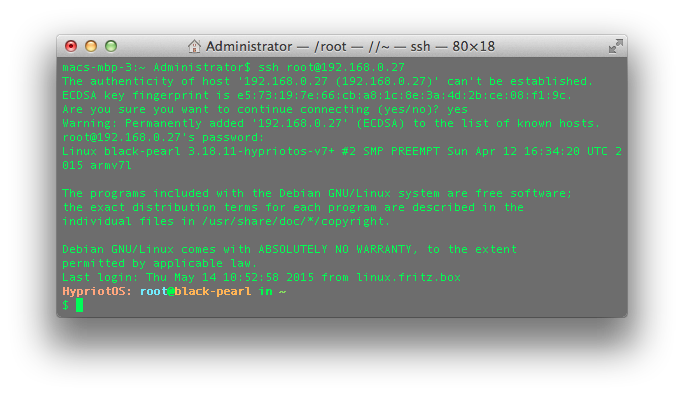 Administrator — /root — //~ — ssh — 80×18
macs-mbp-3:~ Administrator$ ssh root@192.168.0.27
The authenticity of host '192.168.0.27 (192.168.0.27)' can't be established.
ECDSA key fingerprint is e5:73:19:7e:66:cb:a8:1c:8e:3a:4d:2b:ce:08:f1:9c.
Are you sure you want to continue connecting (yes/no)? yes
Warning: Permanently added '192.168.0.27' (ECDSA) to the list of known hosts.
root@192.168.0.27's password:
Linux black-pearl 3.18.11-hypriotos-v7+ #2 SMP PREEMPT Sun Apr 12 16:34:20 UTC 2
015 armv7l
The programs included with the Debian GNU/Linux system are free software;
the exact distribution terms for each program are described in the
individual files in /usr/share/doc/*/copyright.
Debian GNU/Linux comes with ABSOLUTELY NO WARRANTY, to the extent
permitted by applicable law.
Last login: Thu May 14 10:52:58 2015 from linux.fritz.box
HypriotOS: root@black-pearl in ~
$